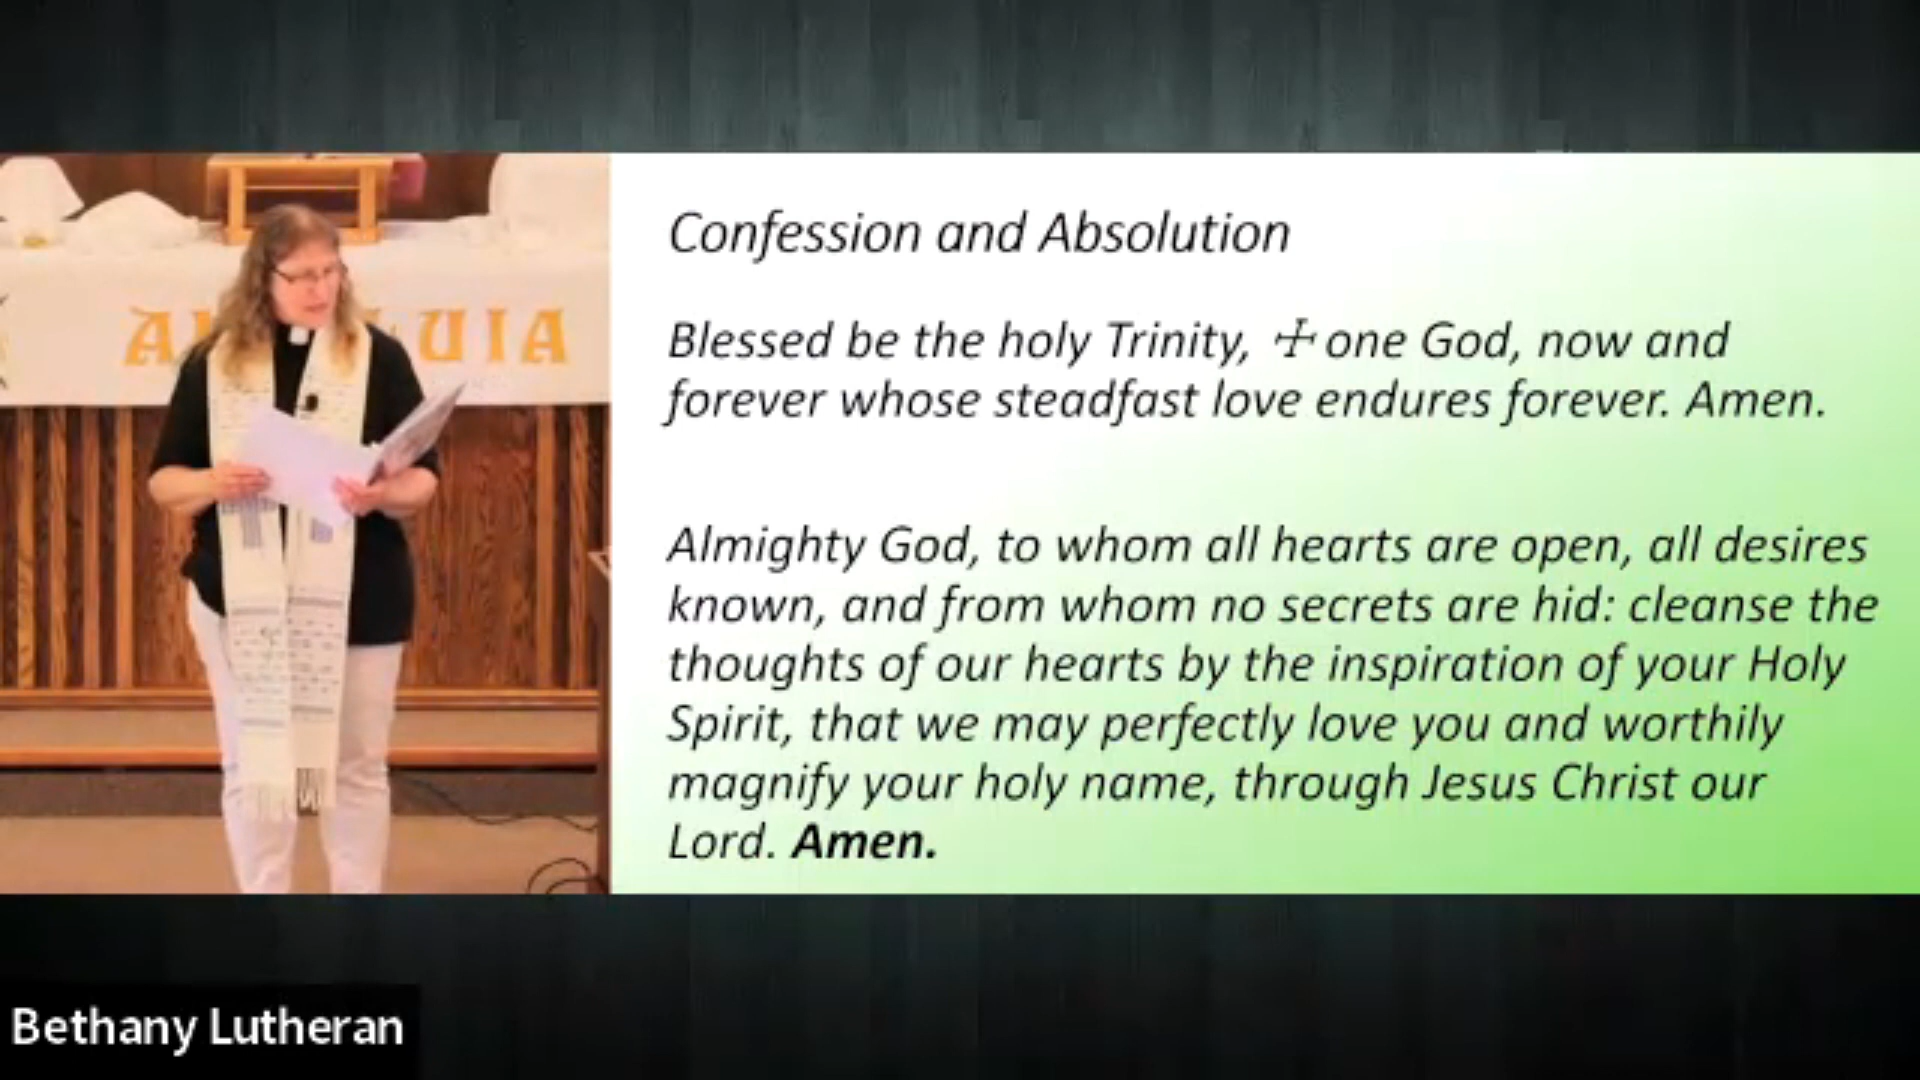 Confession and Absolution
Blessed be the holy Trinity, ☩ one God, now and
forever whose steadfast love endures forever. Amen.
Almighty God, to whom all hearts are open, all desires
known, and from whom no secrets are hid: cleanse the
thoughts of our hearts by the inspiration of your Holy
Spirit, that we may perfectly love you and worthily
magnify your holy name, through Jesus Christ our
Lord. Amen.
Bethany Lutheran